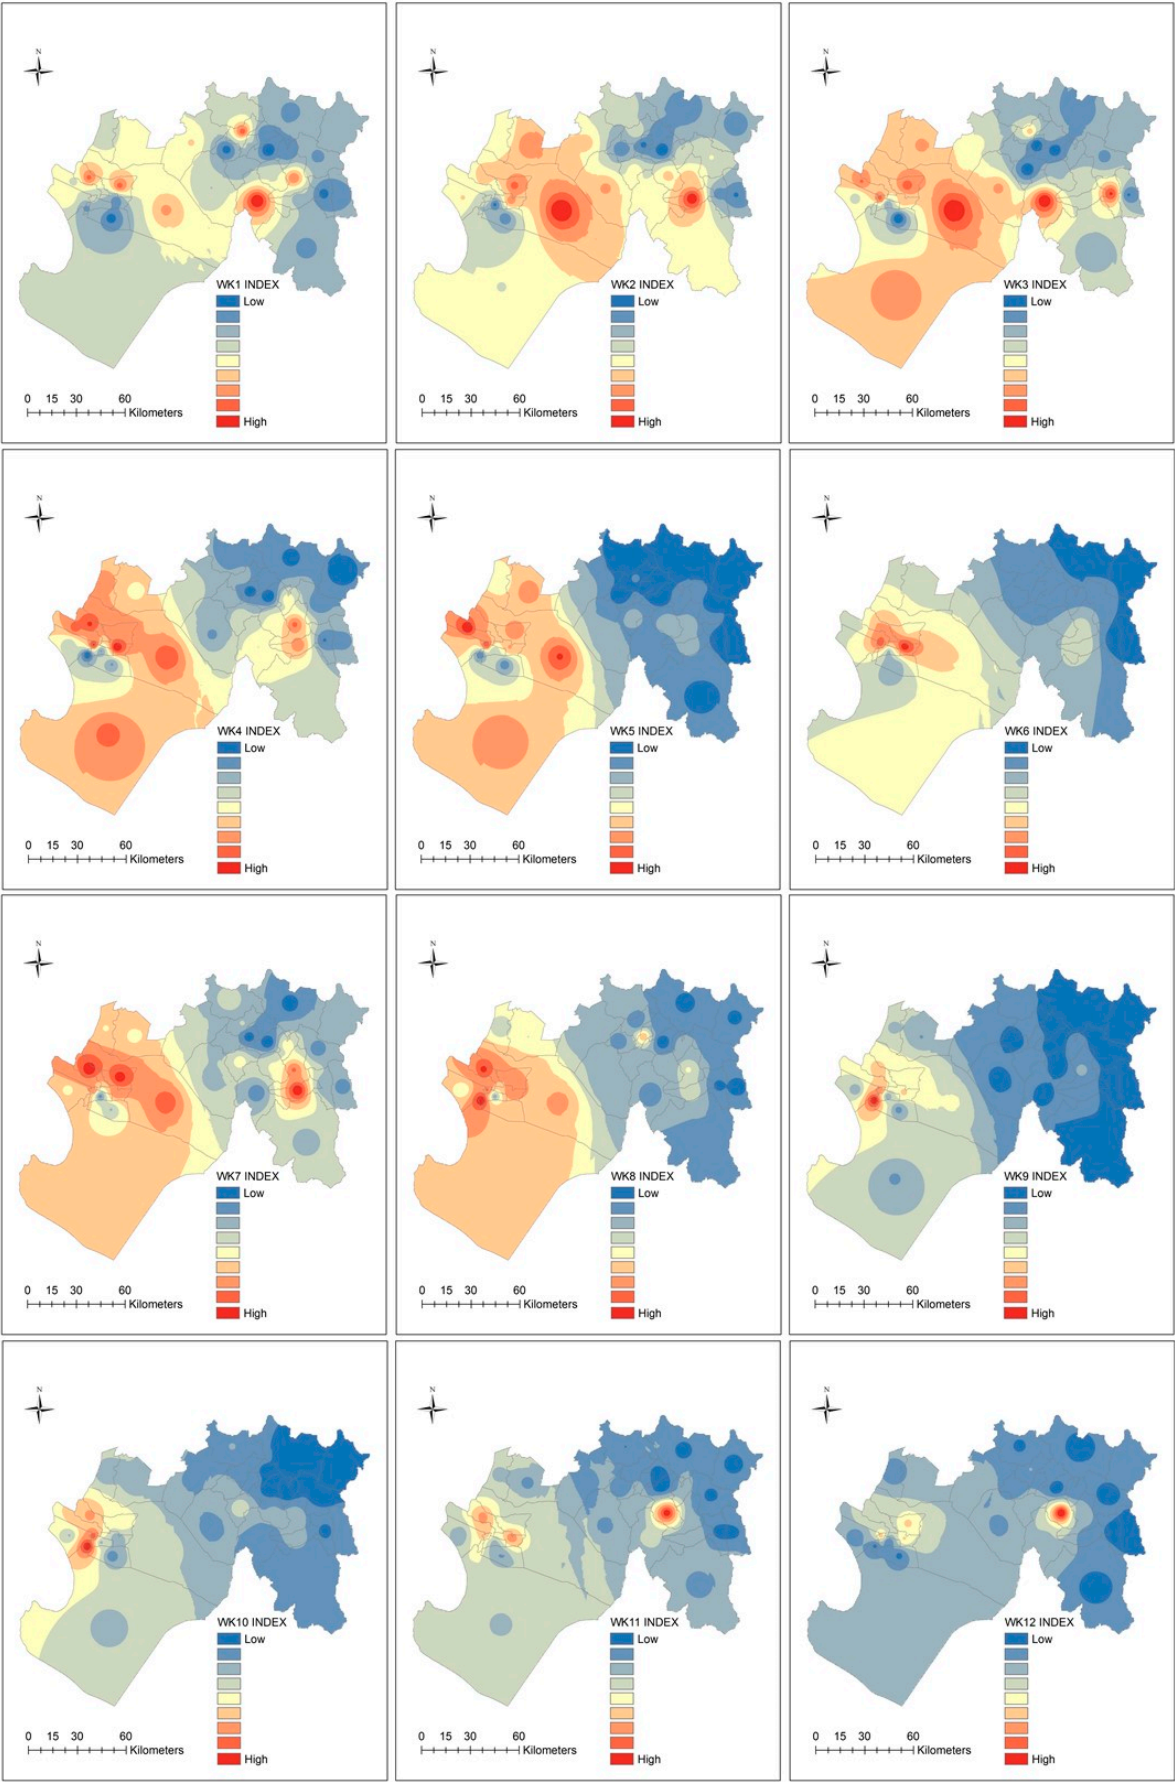 N
WK1 INDEX
Low
High
0 15 30 60
Kilometers
N
WK2 INDEX
Low
High
0 15 30 60
Kilometers
N
WK3 INDEX
Low
High
0 15 30 60
Kilometers
N
WK4 INDEX
Low
High
0 15 30 60
Kilometers
N
WK5 INDEX
Low
High
0 15 30 60
Kilometers
N
WK6 INDEX
Low
High
0 15 30 60
Kilometers
N
WK7 INDEX
Low
High
0 15 30 60
Kilometers
N
WK8 INDEX
Low
High
0 15 30 60
Kilometers
N
WK9 INDEX
Low
High
0 15 30 60
Kilometers
N
WK10 INDEX
Low
High
0 15 30 60
Kilometers
N
WK11 INDEX
Low
High
0 15 30 60
Kilometers
N
WK12 INDEX
Low
High
0 15 30 60
Kilometers